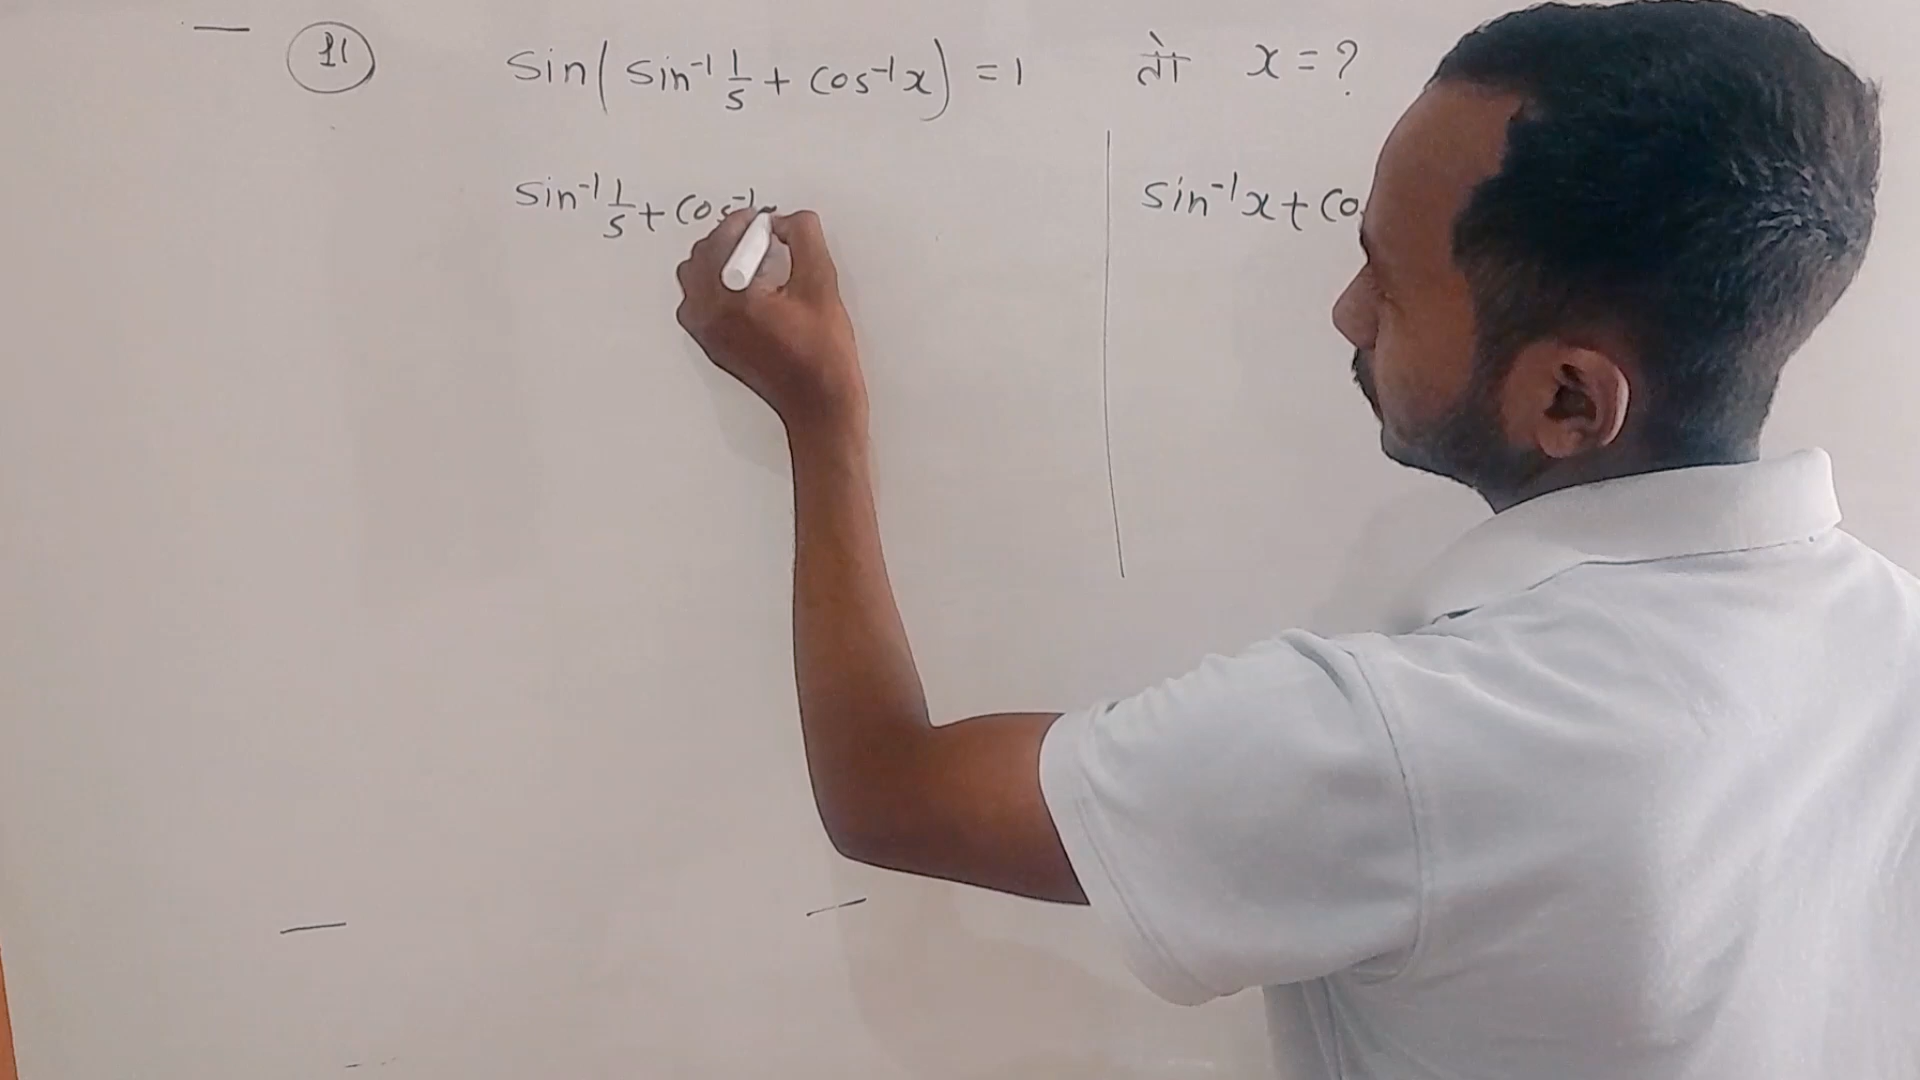 11 sin(sin⁻¹ 1/5 + cos⁻¹x) = 1 तो x = ?
sin⁻¹ 1/5 + cos⁻¹
sin⁻¹x + co